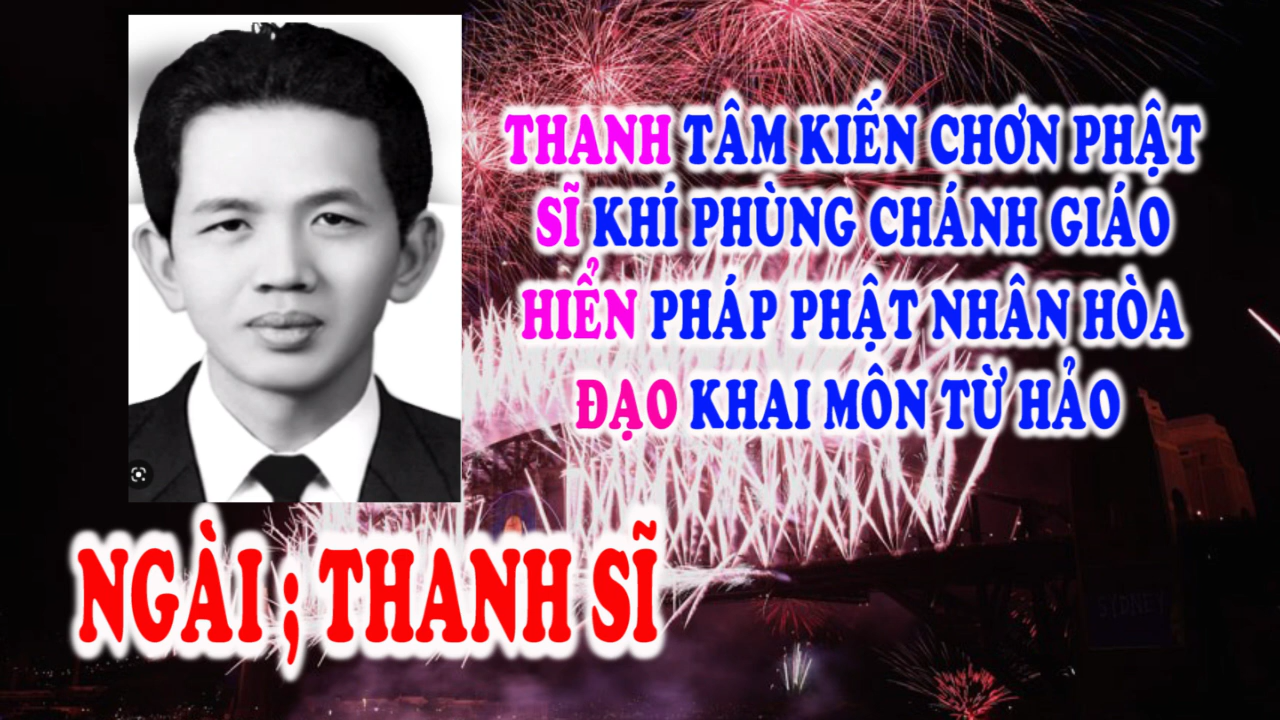 THANH TÂM KIẾN CHƠN PHẬT
SĨ KHÍ PHÙNG CHÁNH GIÁO
HIỂN PHÁP PHẬT NHÂN HÒA
ĐẠO KHAI MÔN TỪ HẢO
NGÀI ; THANH SĨ
SYDNEY